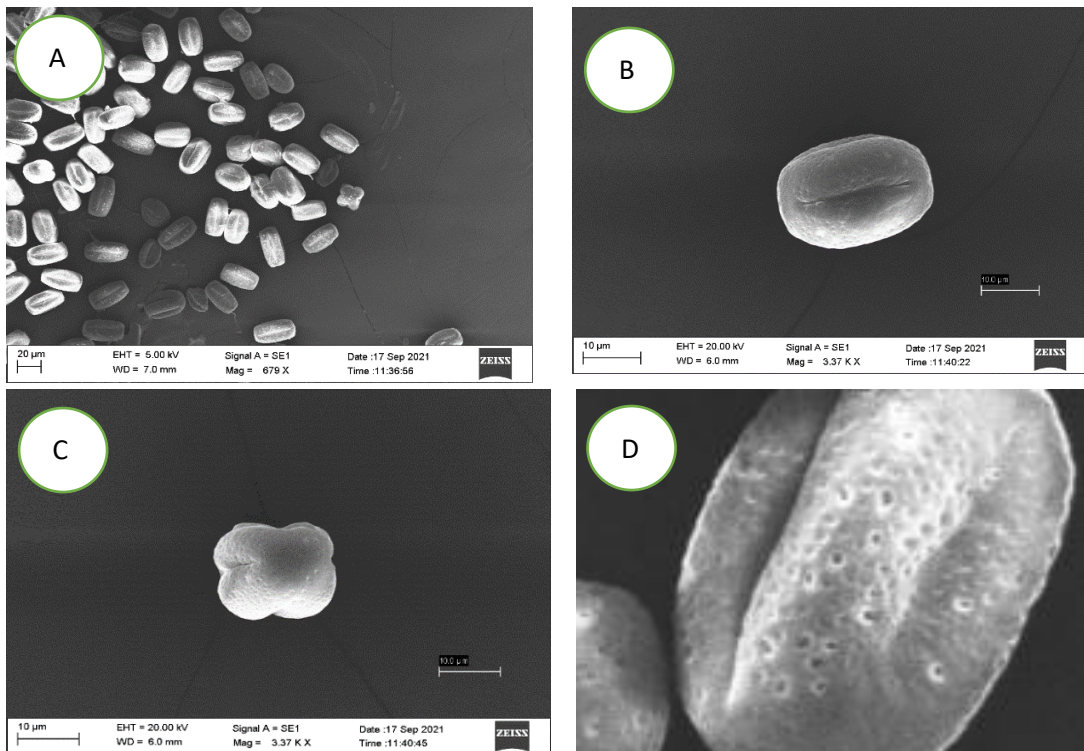 A
20 µm
EHT = 5.00 kV
WD = 7.0 mm
Signal A = SE1
Mag = 679 X
Date :17 Sep 2021
Time :11:36:56
ZEISS
B
10.0 µm
10 µm
EHT = 20.00 kV
WD = 6.0 mm
Signal A = SE1
Mag = 3.37 K X
Date :17 Sep 2021
Time :11:40:22
ZEISS
C
10.0 µm
10 µm
EHT = 20.00 kV
WD = 6.0 mm
Signal A = SE1
Mag = 3.37 K X
Date :17 Sep 2021
Time :11:40:45
ZEISS
D